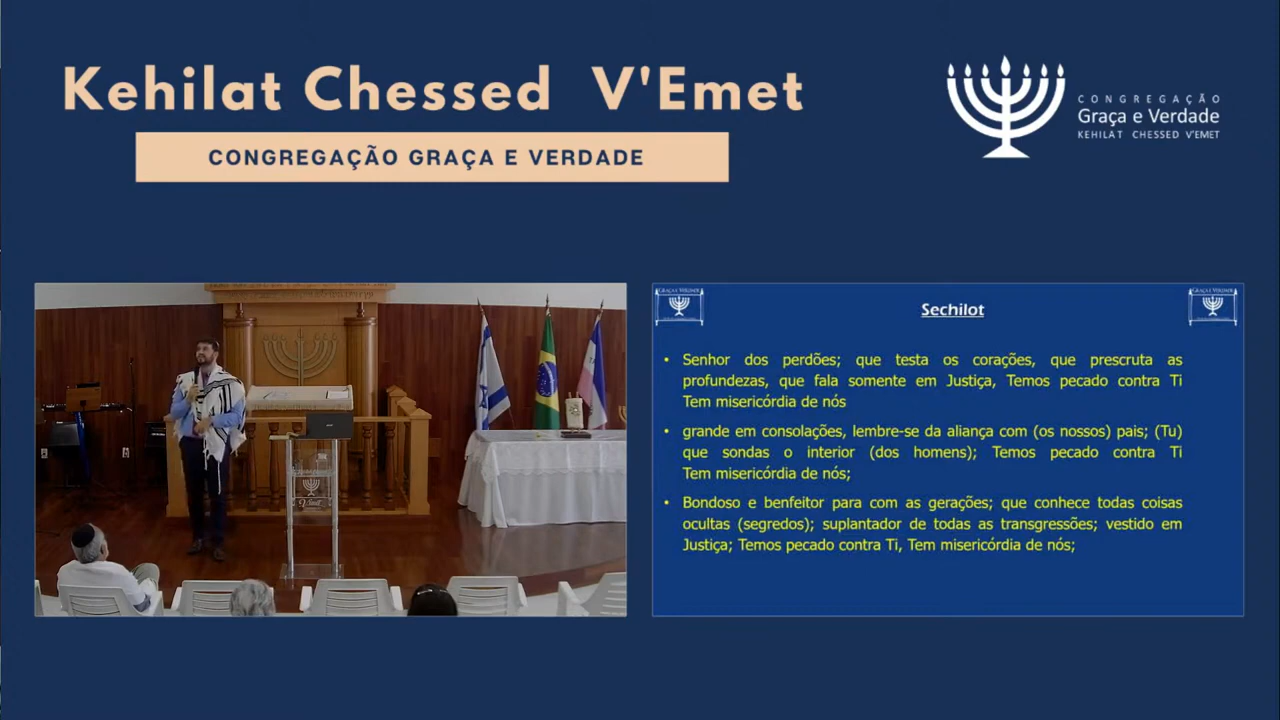 Kehilat Chessed V'Emet
CONGREGAÇÃO GRAÇA E VERDADE
CONGREGAÇÃO
Graça e Verdade
KEHILAT CHESSED V'EMET
GRAÇA E VERDADE
GRAÇA E VERDADE
Sechilot
• Senhor dos perdões; que testa os corações, que prescruta as
profundezas, que fala somente em Justiça, Temos pecado contra Ti
Tem misericórdia de nós
• grande em consolações, lembre-se da aliança com (os nossos) pais; (Tu)
que sondas o interior (dos homens); Temos pecado contra Ti
Tem misericórdia de nós;
• Bondoso e benfeitor para com as gerações; que conhece todas coisas
ocultas (segredos); suplantador de todas as transgressões; vestido em
Justiça; Temos pecado contra Ti, Tem misericórdia de nós;